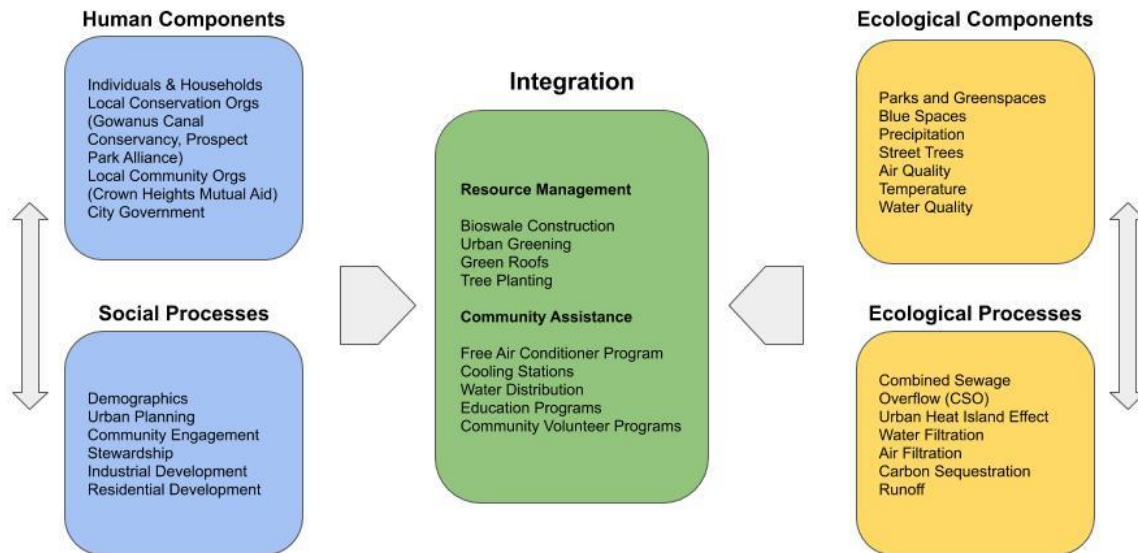 Human Components
Individuals & Households
Local Conservation Orgs
(Gowanus Canal
Conservancy, Prospect
Park Alliance)
Local Community Orgs
(Crown Heights Mutual Aid)
City Government
Social Processes
Demographics
Urban Planning
Community Engagement
Stewardship
Industrial Development
Residential Development
Integration
Resource Management
Bioswale Construction
Urban Greening
Green Roofs
Tree Planting
Community Assistance
Free Air Conditioner Program
Cooling Stations
Water Distribution
Education Programs
Community Volunteer Programs
Ecological Components
Parks and Greenspaces
Blue Spaces
Precipitation
Street Trees
Air Quality
Temperature
Water Quality
Ecological Processes
Combined Sewage
Overflow (CSO)
Urban Heat Island Effect
Water Filtration
Air Filtration
Carbon Sequestration
Runoff